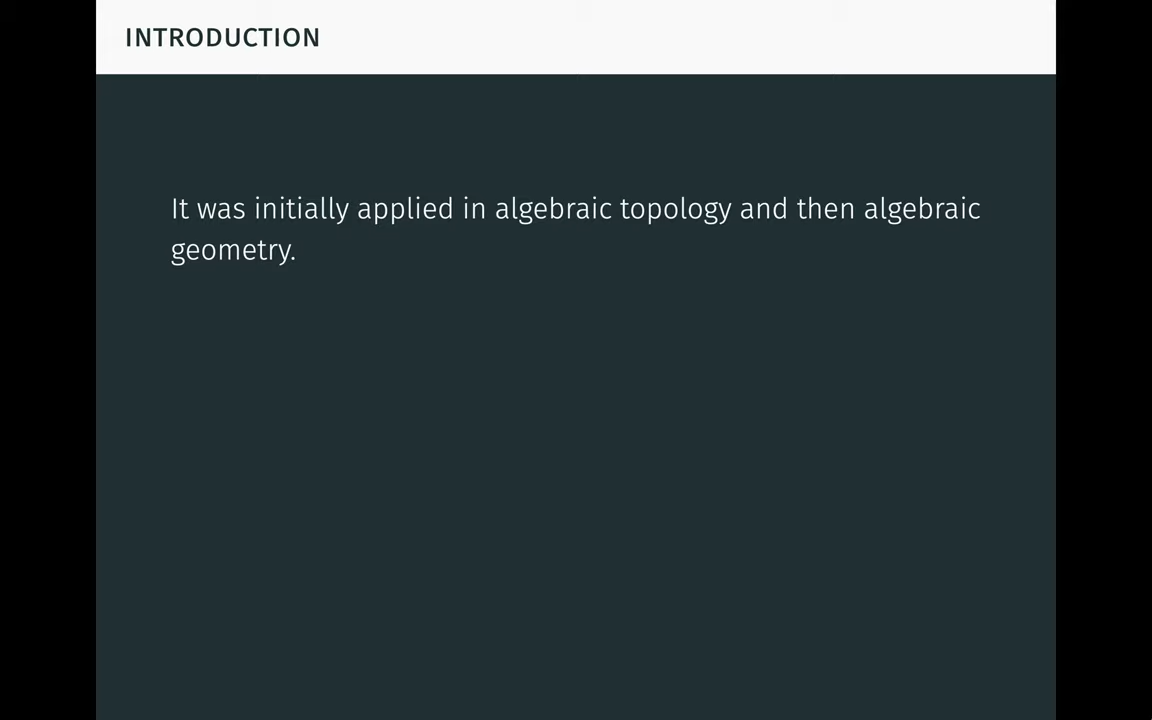 INTRODUCTION
It was initially applied in algebraic topology and then algebraic
geometry.